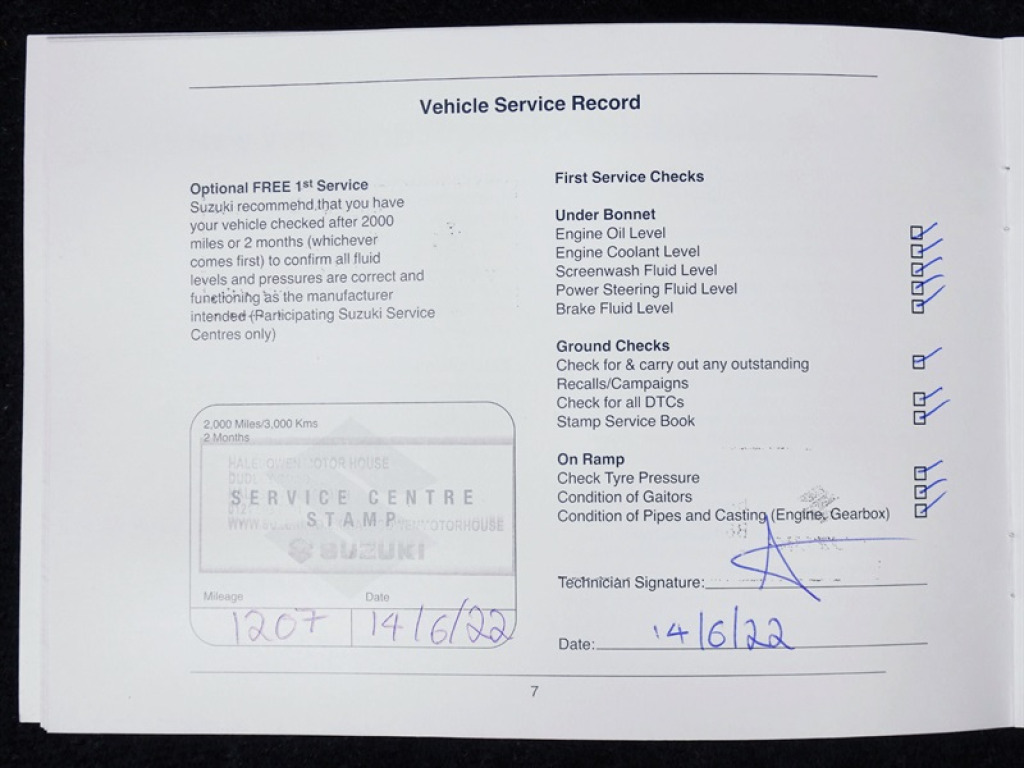 Vehicle Service Record
Optional FREE 1st Service
Suzuki recommend that you have
your vehicle checked after 2000
miles or 2 months (whichever
comes first) to confirm all fluid
levels and pressures are correct and
functioning as the manufacturer
intended (Participating Suzuki Service
Centres only)
2,000 Miles/3,000 Kms
2 Months
HALESOWEN MOTOR HOUSE
SERVICE CENTRE
STAMP
SUZUKI
Mileage Date
1207 14/6/22
First Service Checks
Under Bonnet
Engine Oil Level
Engine Coolant Level
Screenwash Fluid Level
Power Steering Fluid Level
Brake Fluid Level
Ground Checks
Check for & carry out any outstanding
Recalls/Campaigns
Check for all DTCs
Stamp Service Book
On Ramp
Check Tyre Pressure
Condition of Gaitors
Condition of Pipes and Casting (Engine, Gearbox)
Technician Signature:
Date: 14/6/22
7